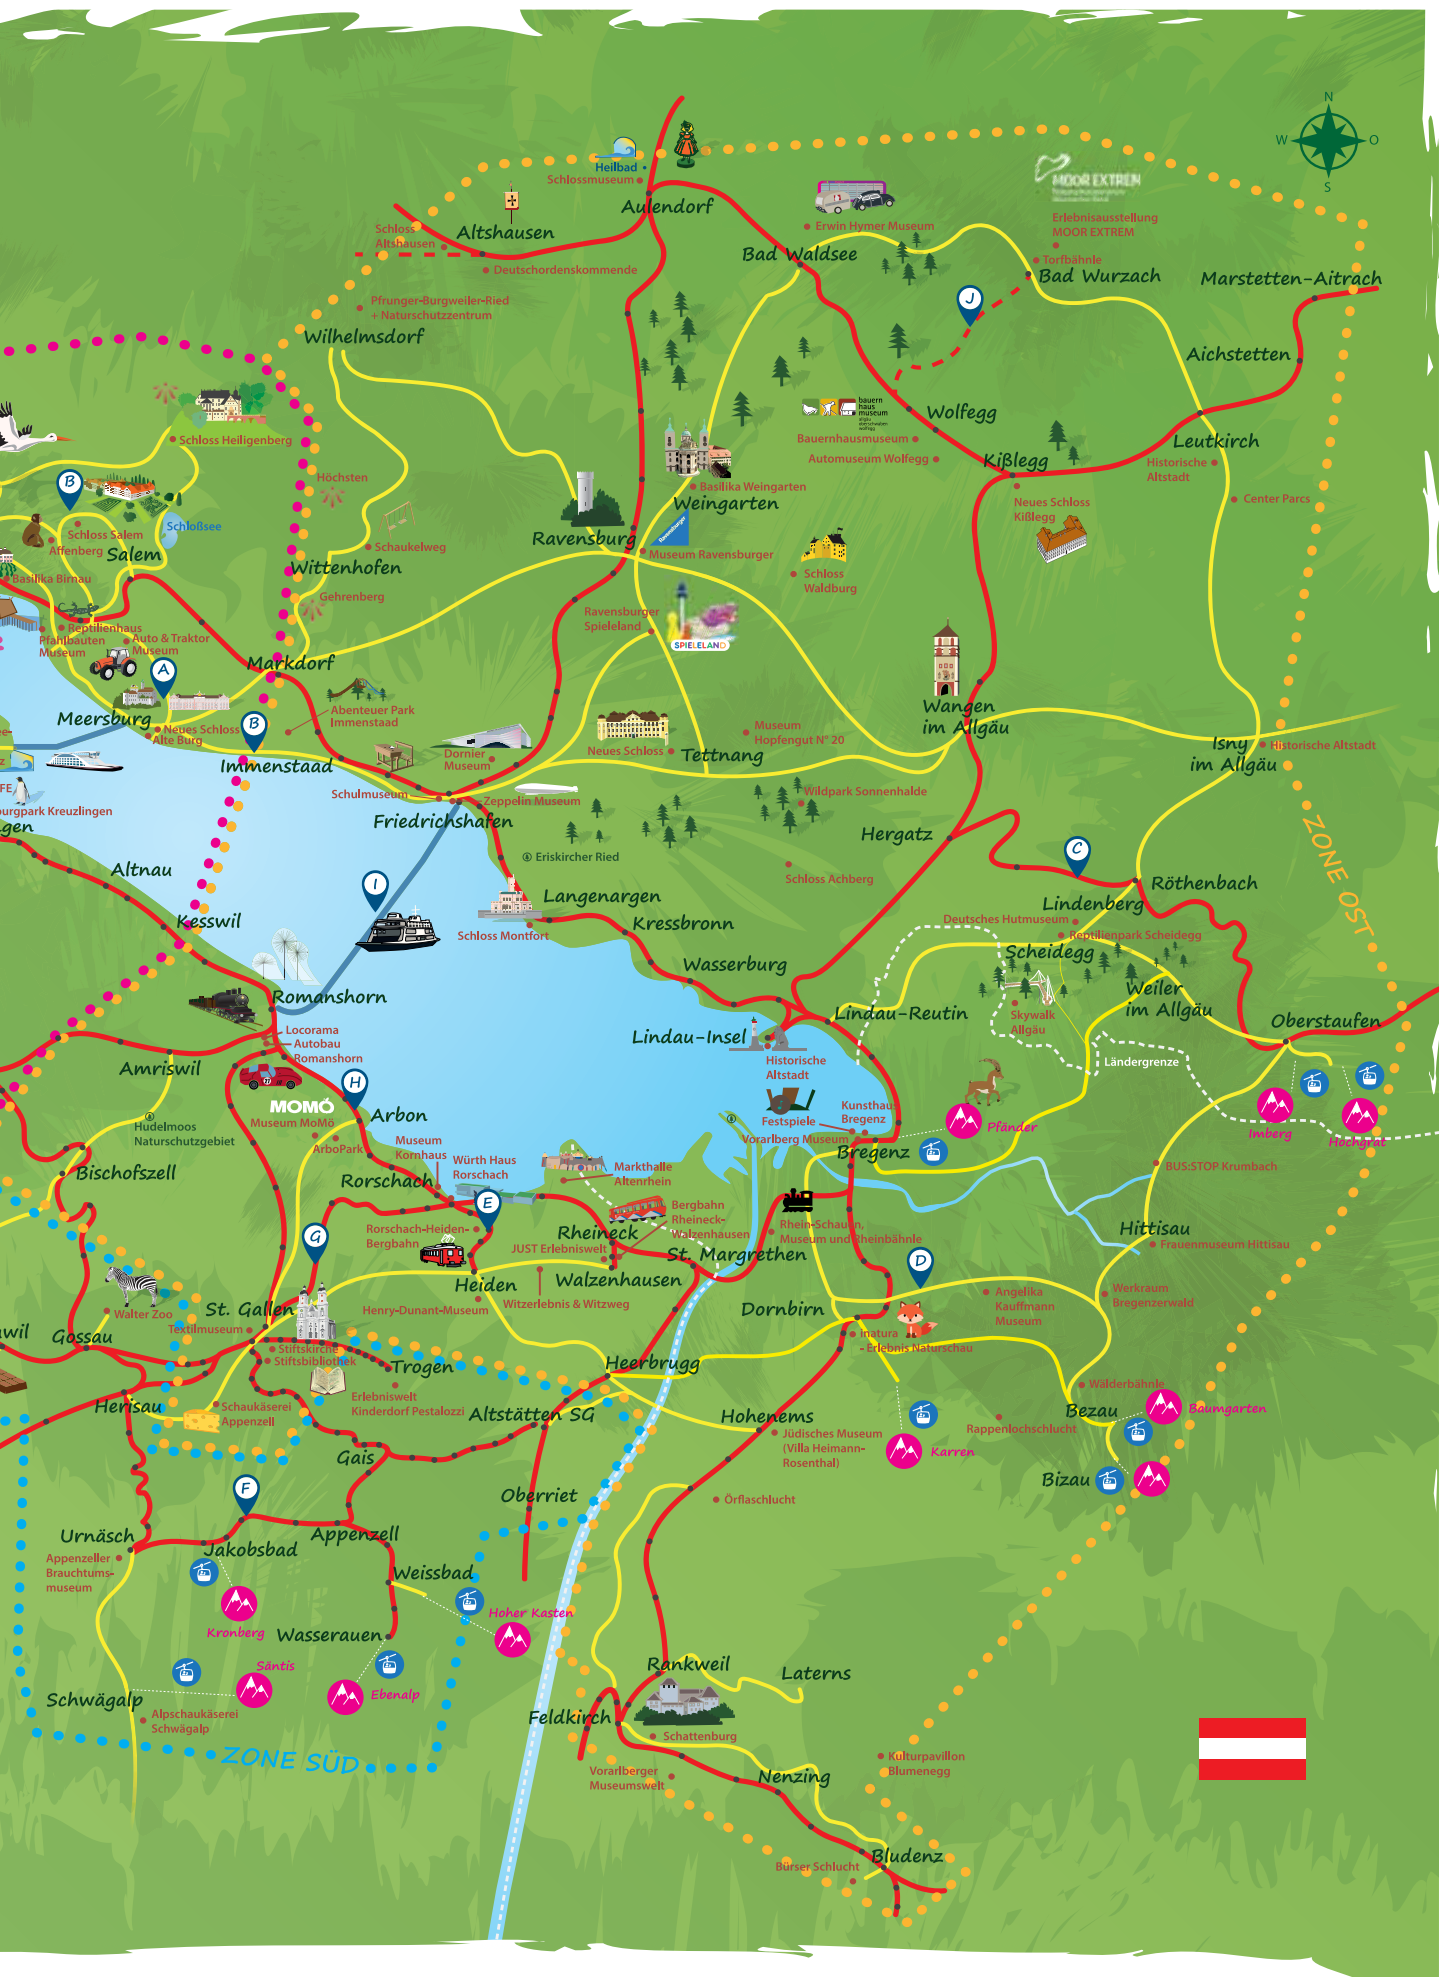 N
W
O
S
Heilbad
Schlossmuseum
Aulendorf
MOOR EXTREM
Erlebnisausstellung
MOOR EXTREM
Torfbähnle
Bad Wurzach
Schloss
Altshausen
Altshausen
Deutschordenskommende
Erwin Hymer Museum
Bad Waldsee
Marstetten-Aitrach
Pfrunger-Burgweiler-Ried
+ Naturschutzzentrum
Wilhelmsdorf
J
Aichstetten
bauern
haus
museum
allgäu
oberschwaben
wolfegg
Wolfegg
Bauernhausmuseum
Automuseum Wolfegg
Kißlegg
Leutkirch
Historische
Altstadt
Center Parcs
Neues Schloss
Kißlegg
Schloss Heiligenberg
B
Höchsten
Schloßsee
Schloss Salem
Affenberg
Salem
Basilika Birnau
Schaukelweg
Wittenhofen
Gehrenberg
Basilika Weingarten
Weingarten
Ravensburg
Ravensburger
Museum Ravensburger
Schloss
Waldburg
Ravensburger
Spieleland
SPIELELAND
Reptilienhaus
Pfahlbauten
Museum
Auto & Traktor
Museum
A
Markdorf
Meersburg
Neues Schloss
Alte Burg
B
Abenteuer Park
Immenstaad
Immenstaad
Schulmuseum
Dornier
Museum
Zeppelin Museum
Friedrichshafen
Neues Schloss
Tettnang
Museum
Hopfengut N° 20
Wangen
im Allgäu
Isny
im Allgäu
Historische Altstadt
Wildpark Sonnenhalde
Hergatz
ZONE OST
urgpark Kreuzlingen
gen
Altnau
Kesswil
I
Eriskircher Ried
Langenargen
Schloss Montfort
Kressbronn
Schloss Achberg
C
Röthenbach
Lindenberg
Deutsches Hutmuseum
Reptilienpark Scheidegg
Scheidegg
Weiler
im Allgäu
Skywalk
Allgäu
Wasserburg
Lindau-Reutin
Lindau-Insel
Historische
Altstadt
Oberstaufen
Ländergrenze
Imberg
Hochgrat
Romanshorn
Locorama
Autobau
Romanshorn
Amriswil
H
MOMÖ
Museum MoMö
Arbon
ArboPark
Hudelmoos
Naturschutzgebiet
Bischofszell
Museum
Kornhaus
Würth Haus
Rorschach
Rorschach
E
Markthalle
Altenrhein
Festspiele
Kunsthaus
Bregenz
Vorarlberg Museum
Bregenz
Pfänder
BUS:STOP Krumbach
Hittisau
Frauenmuseum Hittisau
G
Rorschach-Heiden-
Bergbahn
Rheineck
JUST Erlebniswelt
Bergbahn
Rheineck-
Walzenhausen
Rhein-Schauen,
Museum und Rheinbähnle
St. Margrethen
Heiden
Walzenhausen
Henry-Dunant-Museum
Witzerlebnis & Witzweg
D
Dornbirn
Angelika
Kauffmann
Museum
Werkraum
Bregenzerwald
inatura
- Erlebnis Naturschau
Walter Zoo
St. Gallen
Textilmuseum
Stiftskirche
Stiftsbibliothek
Gossau
wil
Trogen
Erlebniswelt
Kinderdorf Pestalozzi
Heerbrugg
Herisau
Schaukäserei
Appenzell
Altstätten SG
Hohenems
Jüdisches Museum
(Villa Heimann-
Rosenthal)
Karren
Wälderbähnle
Bezau
Baumgarten
Rappenlochschlucht
Bizau
Gais
F
Oberriet
Örflaschlucht
Urnäsch
Appenzeller
Brauchtums-
museum
Jakobsbad
Appenzell
Weissbad
Hoher Kasten
Kronberg
Wasserauen
Säntis
Ebenalp
Schwägalp
Alpschaukäserei
Schwägalp
ZONE SÜD
Rankweil
Laterns
Feldkirch
Schattenburg
Vorarlberger
Museumswelt
Nenzing
Kulturpavillon
Blumenegg
Bludenz
Bürser Schlucht